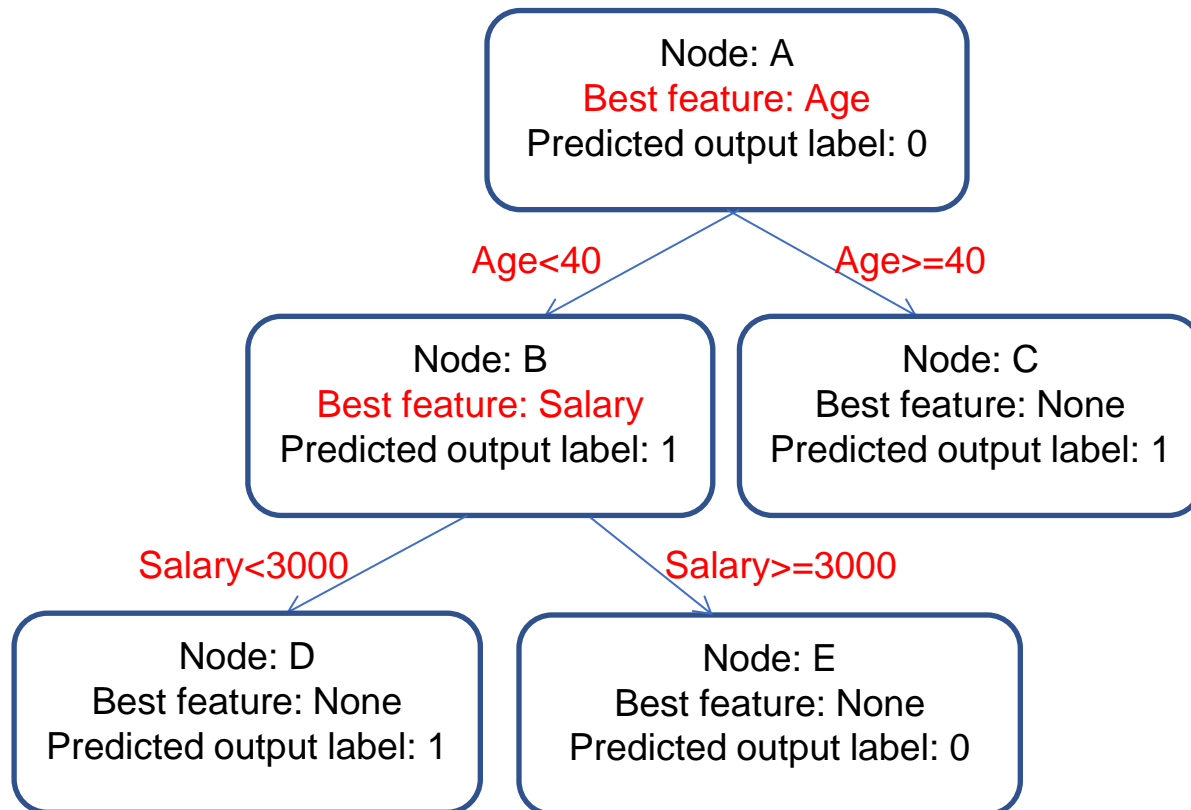 Node: A
Best feature: Age
Predicted output label: 0
Age<40
Age>=40
Node: B
Best feature: Salary
Predicted output label: 1
Node: C
Best feature: None
Predicted output label: 1
Salary<3000
Salary>=3000
Node: D
Best feature: None
Predicted output label: 1
Node: E
Best feature: None
Predicted output label: 0